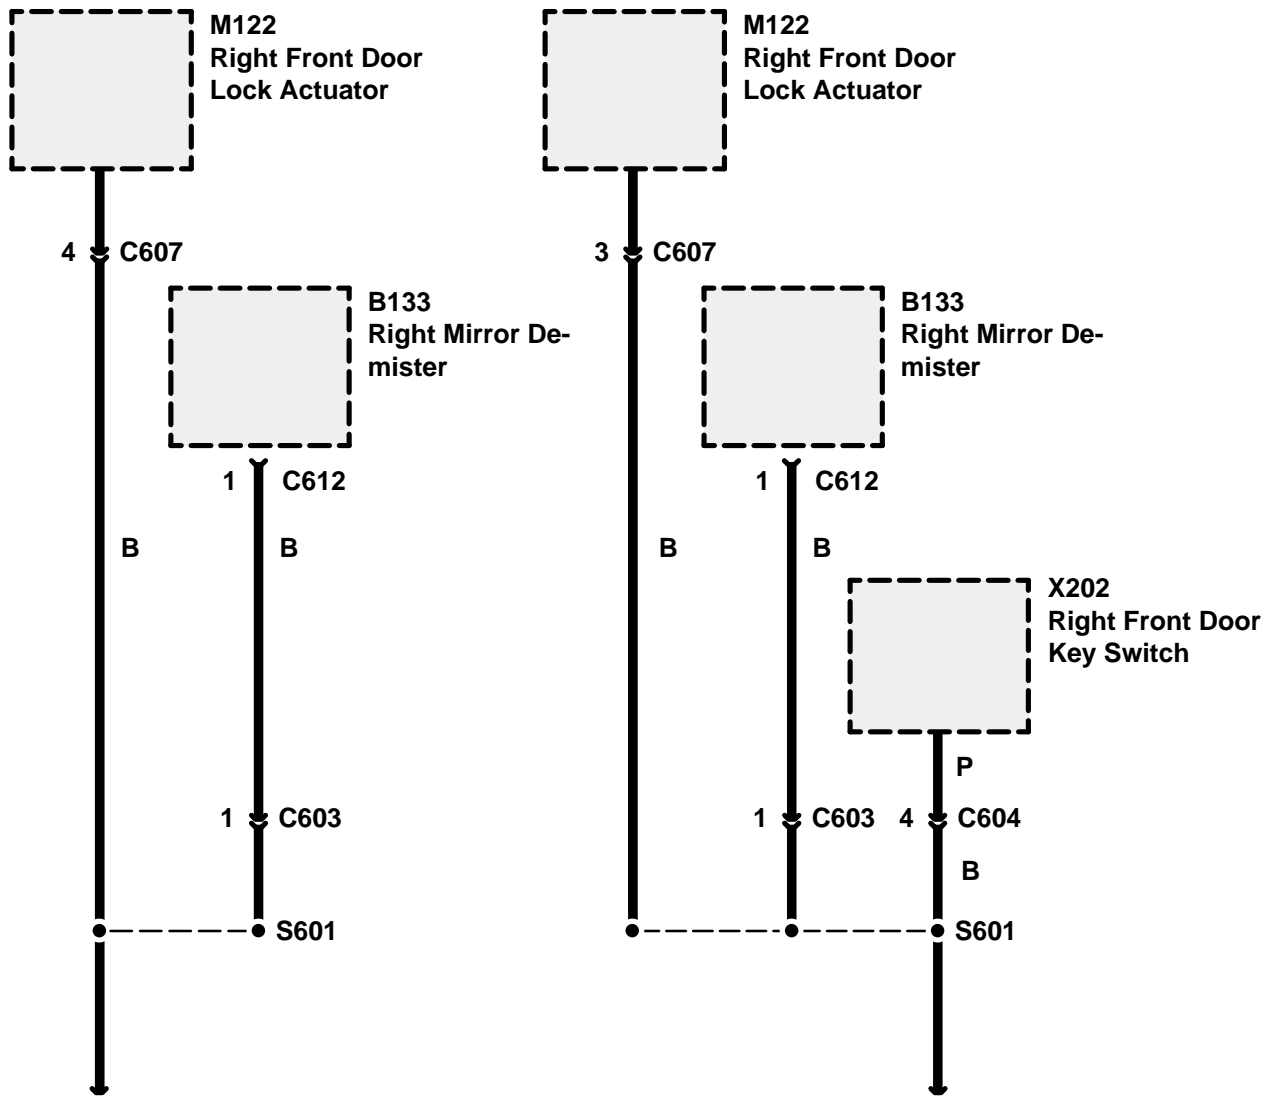 M122
Right Front Door
Lock Actuator
M122
Right Front Door
Lock Actuator
4 C607
3 C607
B133
Right Mirror De-
mister
B133
Right Mirror De-
mister
1 C612
1 C612
B
B
B
B
X202
Right Front Door
Key Switch
P
1 C603
1 C603
4 C604
B
S601
S601